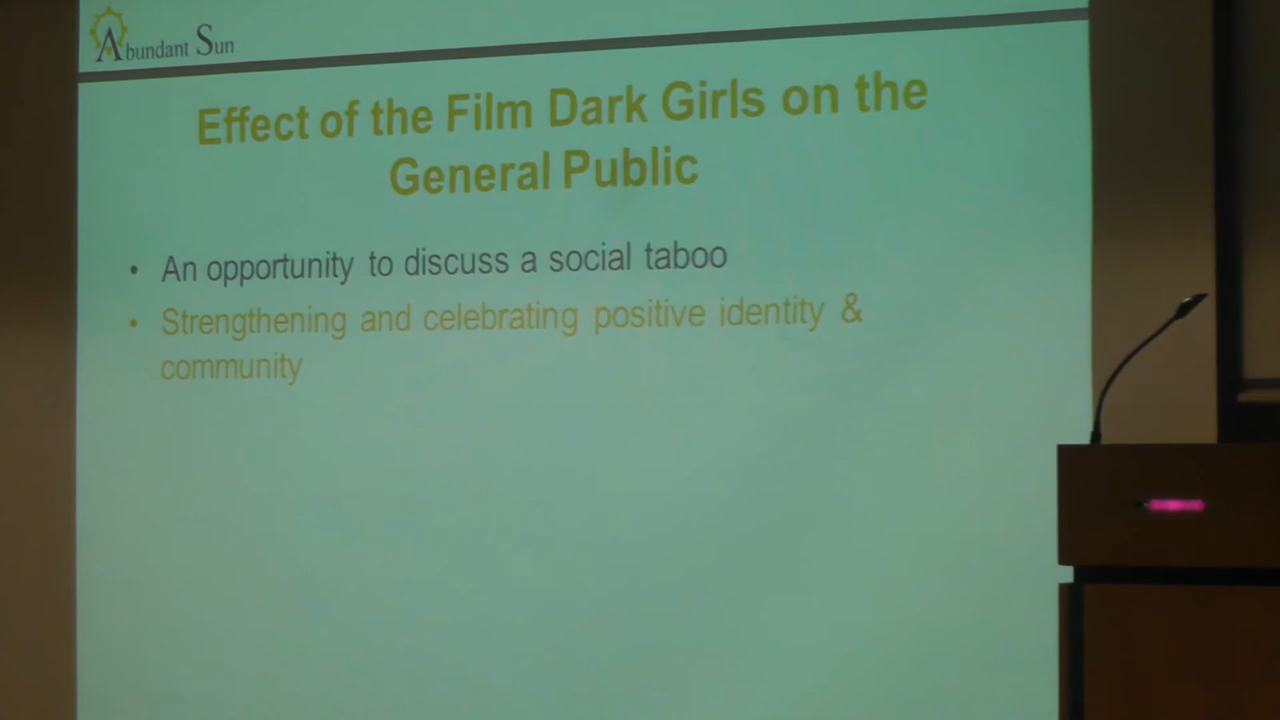 Abundant Sun
Effect of the Film Dark Girls on the
General Public
• An opportunity to discuss a social taboo
• Strengthening and celebrating positive identity &
community